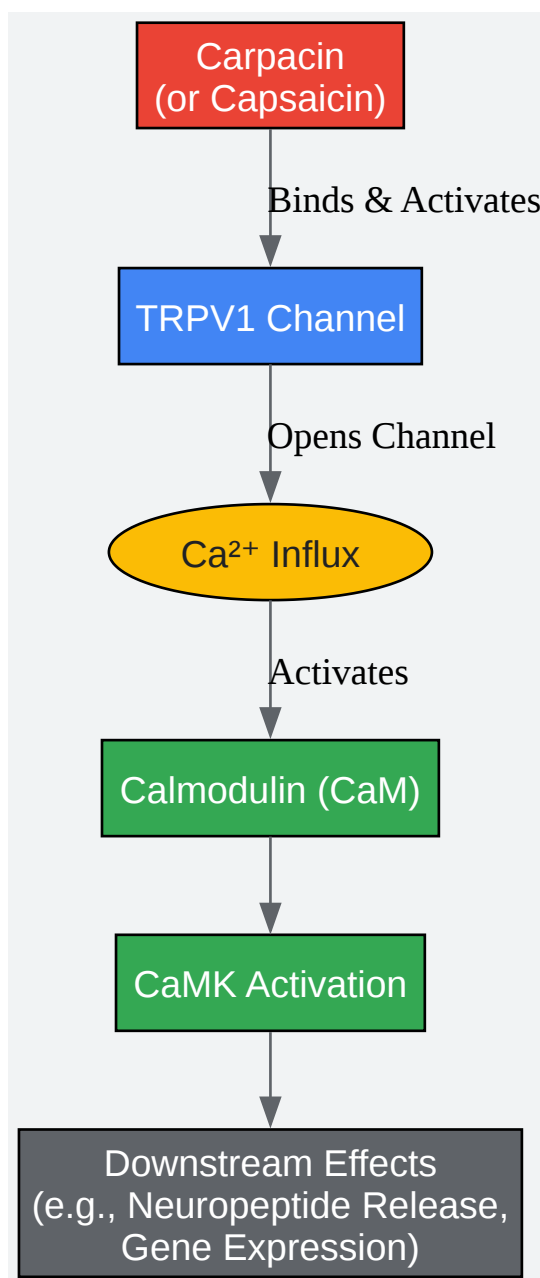 Carpacin
(or Capsaicin)
Binds & Activates
TRPV1 Channel
Opens Channel
Ca²⁺ Influx
Activates
Calmodulin (CaM)
CaMK Activation
Downstream Effects
(e.g., Neuropeptide Release,
Gene Expression)